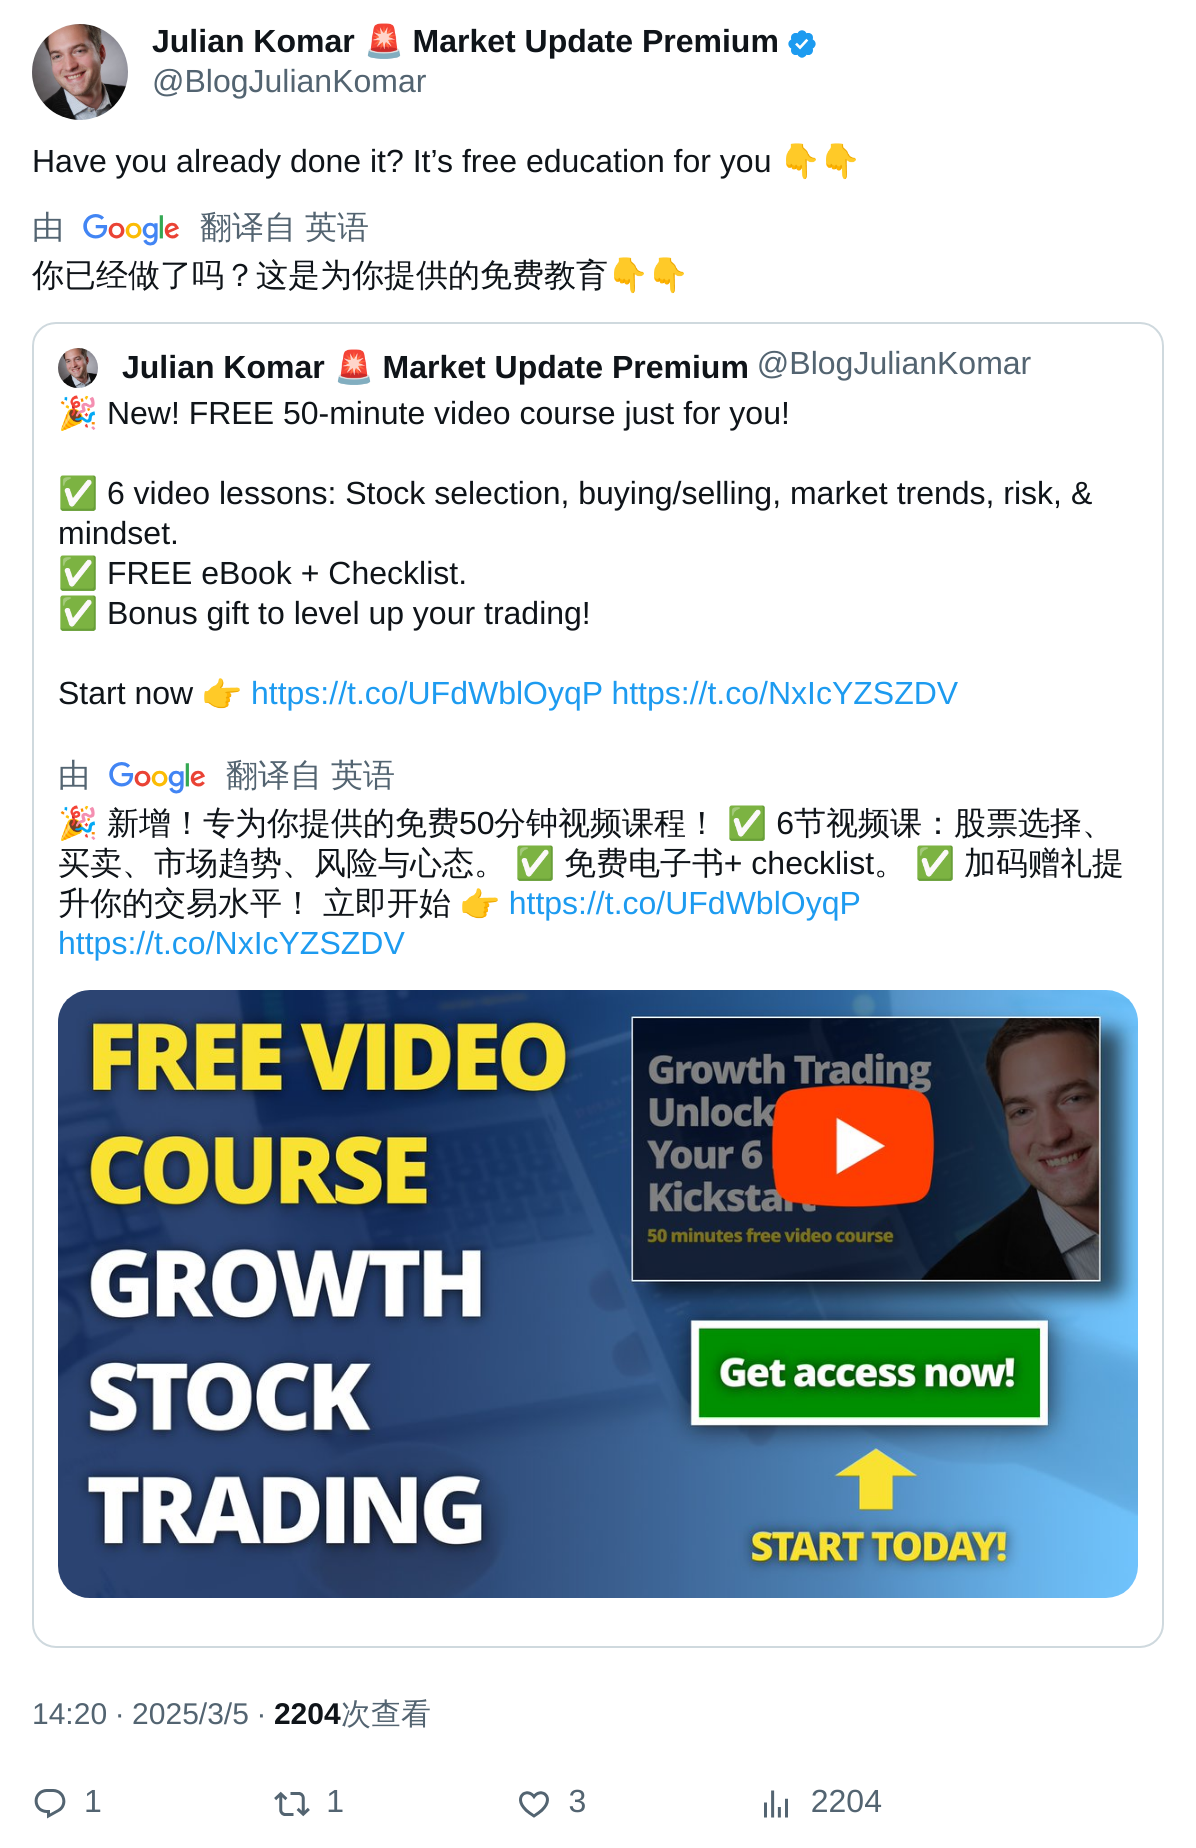 Julian Komar 🚨 Market Update Premium
@BlogJulianKomar
Have you already done it? It’s free education for you 👇👇
由 Google 翻译自 英语
你已经做了吗？这是为你提供的免费教育👇👇
Julian Komar 🚨 Market Update Premium @BlogJulianKomar
🎉 New! FREE 50-minute video course just for you!
✅ 6 video lessons: Stock selection, buying/selling, market trends, risk, &
mindset.
✅ FREE eBook + Checklist.
✅ Bonus gift to level up your trading!
Start now 👉 https://t.co/UFdWblOyqP https://t.co/NxIcYZSZDV
由 Google 翻译自 英语
🎉 新增！专为你提供的免费50分钟视频课程！ ✅ 6节视频课：股票选择、
买卖、市场趋势、风险与心态。 ✅ 免费电子书+ checklist。 ✅ 加码赠礼提
升你的交易水平！ 立即开始 👉 https://t.co/UFdWblOyqP
https://t.co/NxIcYZSZDV
FREE VIDEO
COURSE
GROWTH
STOCK
TRADING
Growth Trading
Unlock
Your 6
Kickstart
50 minutes free video course
Get access now!
START TODAY!
14:20 · 2025/3/5 · 2204次查看
1 1 3 2204